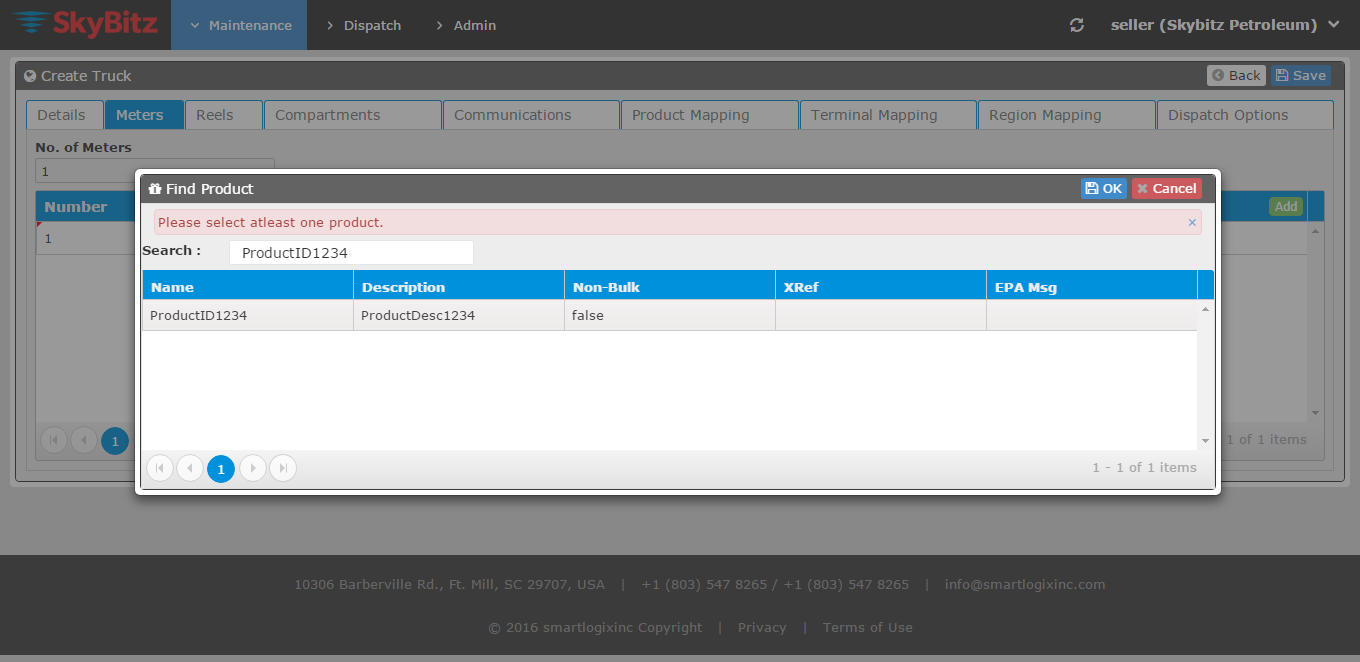 SkyBitz Maintenance Dispatch Admin seller (Skybitz Petroleum)
Create Truck Back Save
Details Meters Reels Compartments Communications Product Mapping Terminal Mapping Region Mapping Dispatch Options
No. of Meters
1
Number Add
1
Find Product OK Cancel
Please select atleast one product. ×
Search : ProductID1234
Name Description Non-Bulk XRef EPA Msg
ProductID1234 ProductDesc1234 false
1 1 of 1 items
1 1 - 1 of 1 items
10306 Barberville Rd., Ft. Mill, SC 29707, USA | +1 (803) 547 8265 / +1 (803) 547 8265 | info@smartlogixinc.com
© 2016 smartlogixinc Copyright | Privacy | Terms of Use